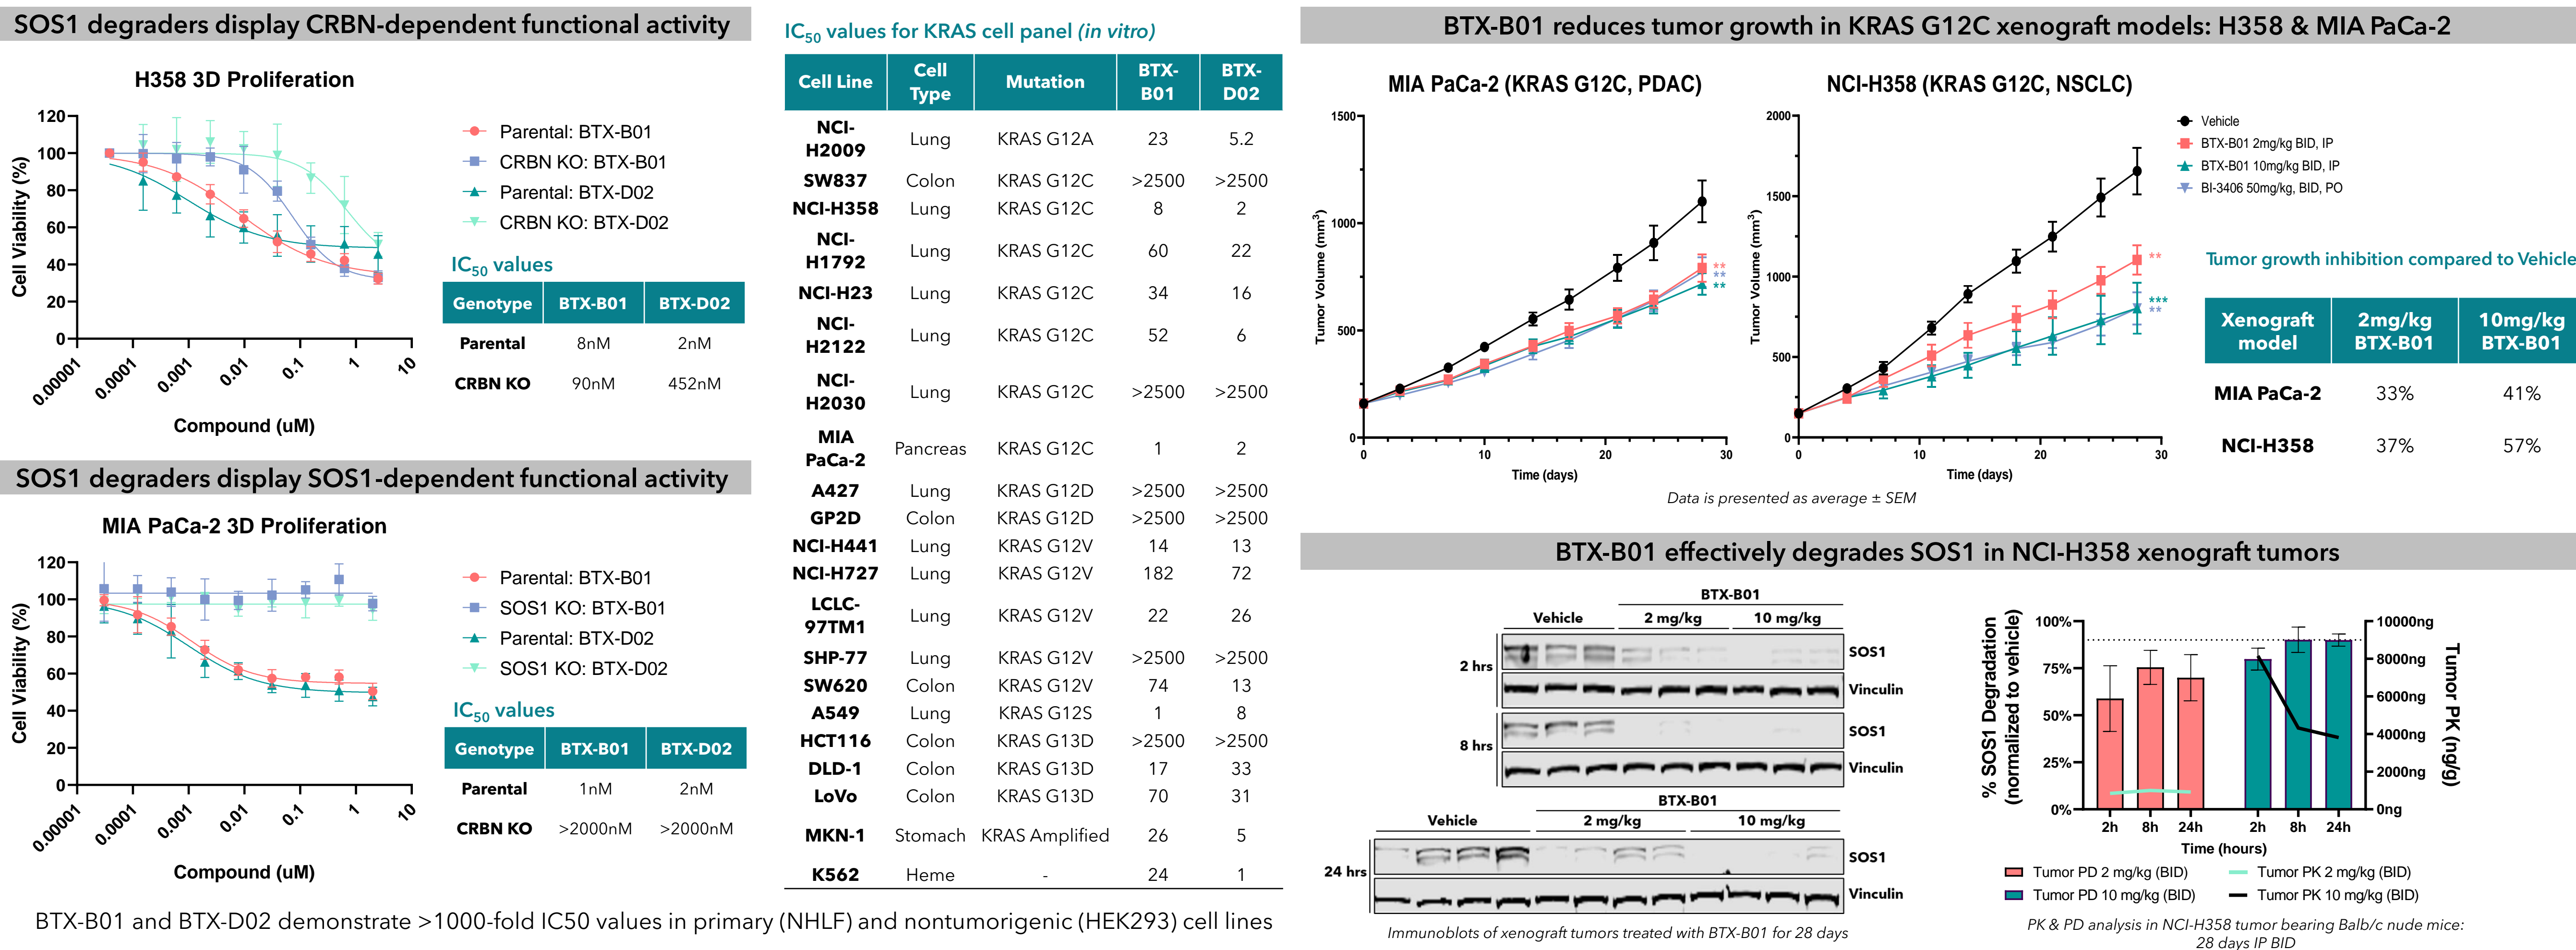 SOS1 degraders display CRBN-dependent functional activity
H358 3D Proliferation
120
100
80
60
40
20
0
Cell Viability (%)
0.00001
0.0001
0.001
0.01
0.1
1
10
Compound (uM)
Parental: BTX-B01
CRBN KO: BTX-B01
Parental: BTX-D02
CRBN KO: BTX-D02
IC50 values
Genotype BTX-B01 BTX-D02
Parental 8nM 2nM
CRBN KO 90nM 452nM
SOS1 degraders display SOS1-dependent functional activity
MIA PaCa-2 3D Proliferation
120
100
80
60
40
20
0
Cell Viability (%)
0.00001
0.0001
0.001
0.01
0.1
1
10
Compound (uM)
Parental: BTX-B01
SOS1 KO: BTX-B01
Parental: BTX-D02
SOS1 KO: BTX-D02
IC50 values
Genotype BTX-B01 BTX-D02
Parental 1nM 2nM
CRBN KO >2000nM >2000nM
IC50 values for KRAS cell panel (in vitro)
Cell Line Cell Type Mutation BTX-B01 BTX-D02
NCI-H2009 Lung KRAS G12A 23 5.2
SW837 Colon KRAS G12C >2500 >2500
NCI-H358 Lung KRAS G12C 8 2
NCI-H1792 Lung KRAS G12C 60 22
NCI-H23 Lung KRAS G12C 34 16
NCI-H2122 Lung KRAS G12C 52 6
NCI-H2030 Lung KRAS G12C >2500 >2500
MIA PaCa-2 Pancreas KRAS G12C 1 2
A427 Lung KRAS G12D >2500 >2500
GP2D Colon KRAS G12D >2500 >2500
NCI-H441 Lung KRAS G12V 14 13
NCI-H727 Lung KRAS G12V 182 72
LCLC-97TM1 Lung KRAS G12V 22 26
SHP-77 Lung KRAS G12V >2500 >2500
SW620 Colon KRAS G12V 74 13
A549 Lung KRAS G12S 1 8
HCT116 Colon KRAS G13D >2500 >2500
DLD-1 Colon KRAS G13D 17 33
LoVo Colon KRAS G13D 70 31
MKN-1 Stomach KRAS Amplified 26 5
K562 Heme - 24 1
BTX-B01 and BTX-D02 demonstrate >1000-fold IC50 values in primary (NHLF) and nontumorigenic (HEK293) cell lines
BTX-B01 reduces tumor growth in KRAS G12C xenograft models: H358 & MIA PaCa-2
MIA PaCa-2 (KRAS G12C, PDAC)
1500
1000
500
0
Tumor Volume (mm3)
0 10 20 30
Time (days)
**
**
**
NCI-H358 (KRAS G12C, NSCLC)
2000
1500
1000
500
0
Tumor Volume (mm3)
0 10 20 30
Time (days)
**
***
**
Vehicle
BTX-B01 2mg/kg BID, IP
BTX-B01 10mg/kg BID, IP
BI-3406 50mg/kg, BID, PO
Data is presented as average ± SEM
Tumor growth inhibition compared to Vehicle
Xenograft model 2mg/kg BTX-B01 10mg/kg BTX-B01
MIA PaCa-2 33% 41%
NCI-H358 37% 57%
BTX-B01 effectively degrades SOS1 in NCI-H358 xenograft tumors
BTX-B01
Vehicle 2 mg/kg 10 mg/kg
2 hrs
SOS1
Vinculin
8 hrs
SOS1
Vinculin
BTX-B01
Vehicle 2 mg/kg 10 mg/kg
24 hrs
SOS1
Vinculin
Immunoblots of xenograft tumors treated with BTX-B01 for 28 days
% SOS1 Degradation
(normalized to vehicle)
100%
75%
50%
25%
0%
10000ng
8000ng
6000ng
4000ng
2000ng
0ng
Tumor PK (ng/g)
2h 8h 24h 2h 8h 24h
Time (hours)
Tumor PD 2 mg/kg (BID)
Tumor PK 2 mg/kg (BID)
Tumor PD 10 mg/kg (BID)
Tumor PK 10 mg/kg (BID)
PK & PD analysis in NCI-H358 tumor bearing Balb/c nude mice:
28 days IP BID